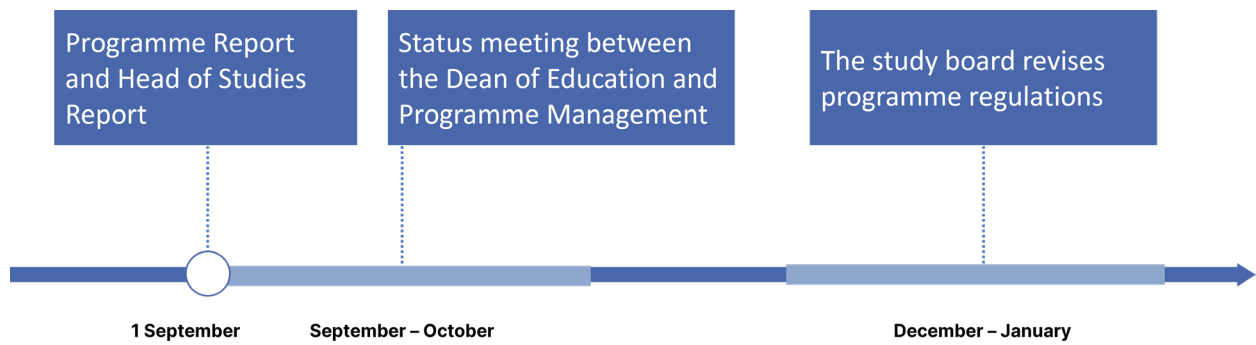 Programme Report
and Head of Studies
Report
Status meeting between
the Dean of Education and
Programme Management
The study board revises
programme regulations
1 September
September – October
December – January